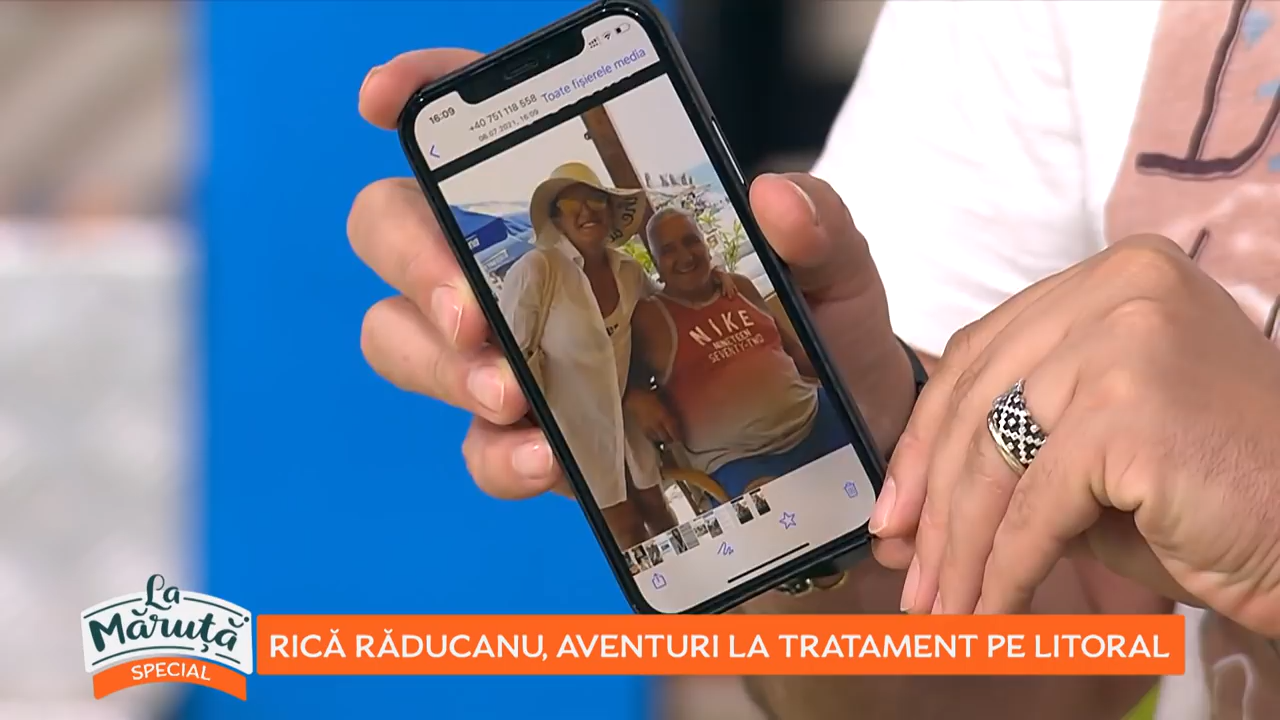 16:09
+40 751 118 558
Toate fișierele media
06.07.2021, 16:09
NIKE
NINETEEN
SEVENTY-TWO
La
Măruță
SPECIAL
RICĂ RĂDUCANU, AVENTURI LA TRATAMENT PE LITORAL